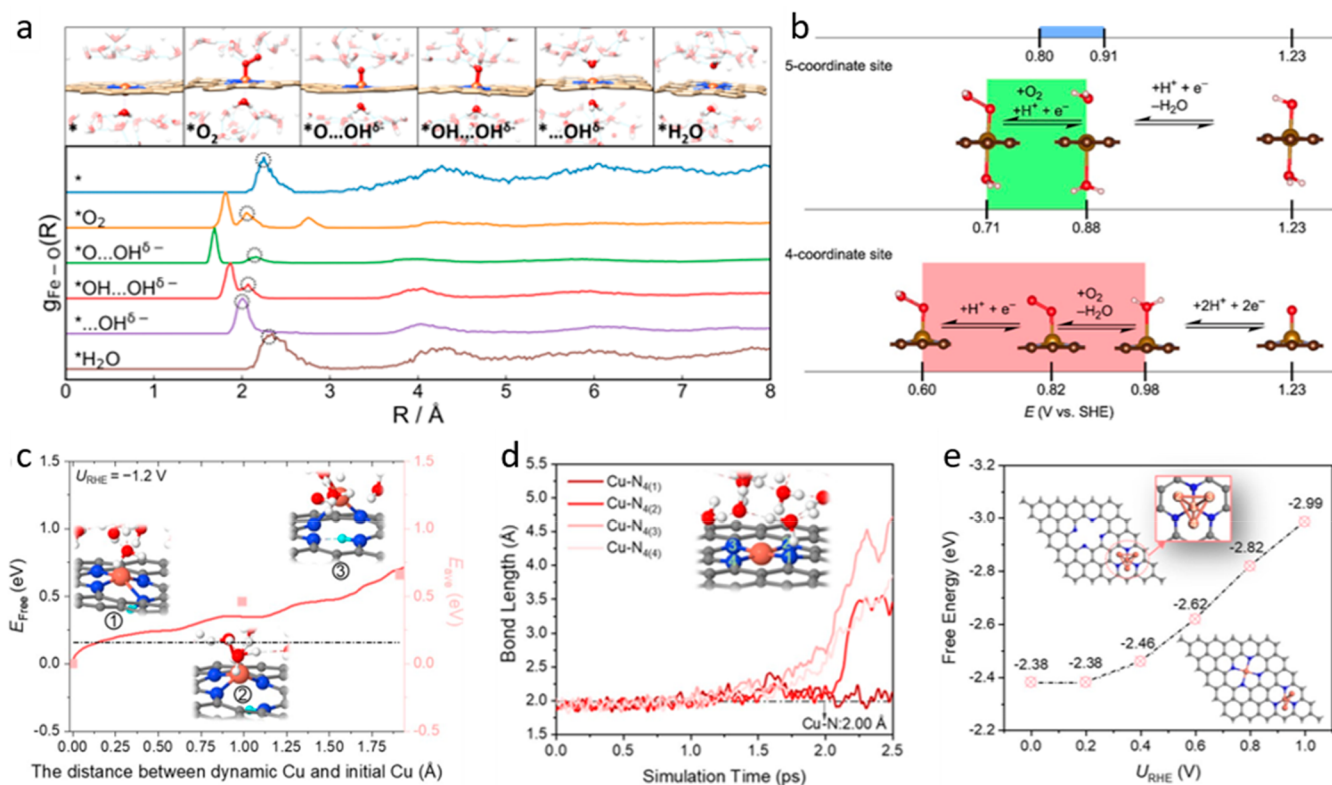 a
*
*O₂
*O...OHδ⁻
*OH...OHδ⁻
*...OHδ⁻
*H₂O
*
*O₂
*O...OHδ⁻
*OH...OHδ⁻
*...OHδ⁻
*H₂O
gFe−O(R)
0 1 2 3 4 5 6 7 8
R / Å
b
0.80 0.91 1.23
5-coordinate site
+O₂
+H⁺ + e⁻
+H⁺ + e⁻
−H₂O
0.71 0.88 1.23
4-coordinate site
+H⁺ + e⁻
+O₂
−H₂O
+2H⁺ + 2e⁻
0.60 0.82 0.98 1.23
E (V vs. SHE)
c
URHE = −1.2 V
1.5 1.5
1.0 1.0
0.5 0.5
0.0 0.0
-0.5 -0.5
EFree (eV)
Eave (eV)
①
②
③
0.00 0.25 0.50 0.75 1.00 1.25 1.50 1.75
The distance between dynamic Cu and initial Cu (Å)
d
Cu-N4(1)
Cu-N4(2)
Cu-N4(3)
Cu-N4(4)
5.5
5.0
4.5
4.0
3.5
3.0
2.5
2.0
1.5
1.0
Bond Length (Å)
Cu-N:2.00 Å
0.0 0.5 1.0 1.5 2.0 2.5
Simulation Time (ps)
e
-3.2
-3.0
-2.8
-2.6
-2.4
-2.2
Free Energy (eV)
-2.38 -2.38 -2.46 -2.62 -2.82 -2.99
0.0 0.2 0.4 0.6 0.8 1.0
URHE (V)